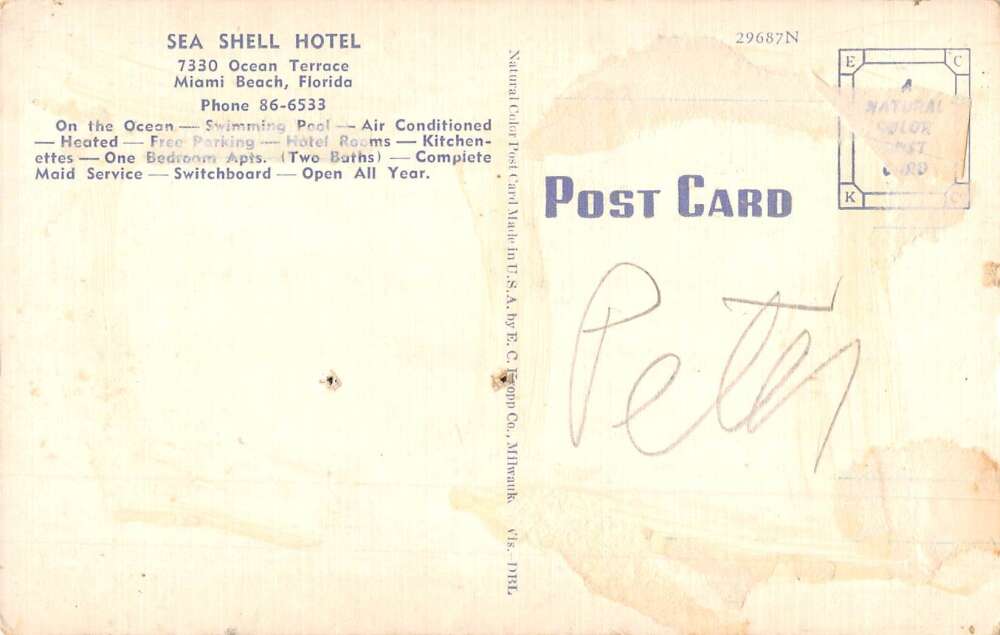 SEA SHELL HOTEL
7330 Ocean Terrace
Miami Beach, Florida
Phone 86-6533
On the Ocean — Swimming Pool — Air Conditioned
— Heated — Free Parking — Hotel Rooms — Kitchen-
ettes — One Bedroom Apts. (Two Baths) — Complete
Maid Service — Switchboard — Open All Year.
Natural Color Post Card Made in U.S.A. by E. C. Kropp Co., Milwauk Vis.—DBL
29687N
E C
A
NATURAL
COLOR
POST
CARD
K C
POST CARD
Peter